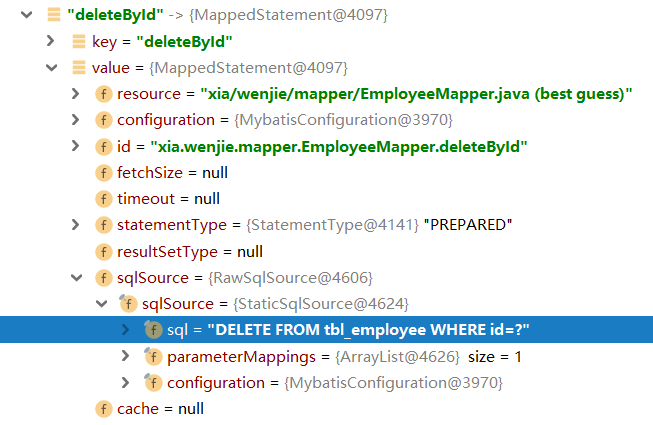 "deleteById" -> {MappedStatement@4097}
key = "deleteById"
value = {MappedStatement@4097}
f resource = "xia/wenjie/mapper/EmployeeMapper.java (best guess)"
f configuration = {MybatisConfiguration@3970}
f id = "xia.wenjie.mapper.EmployeeMapper.deleteById"
f fetchSize = null
f timeout = null
f statementType = {StatementType@4141} "PREPARED"
f resultSetType = null
f sqlSource = {RawSqlSource@4606}
f sqlSource = {StaticSqlSource@4624}
f sql = "DELETE FROM tbl_employee WHERE id=?"
f parameterMappings = {ArrayList@4626} size = 1
f configuration = {MybatisConfiguration@3970}
f cache = null